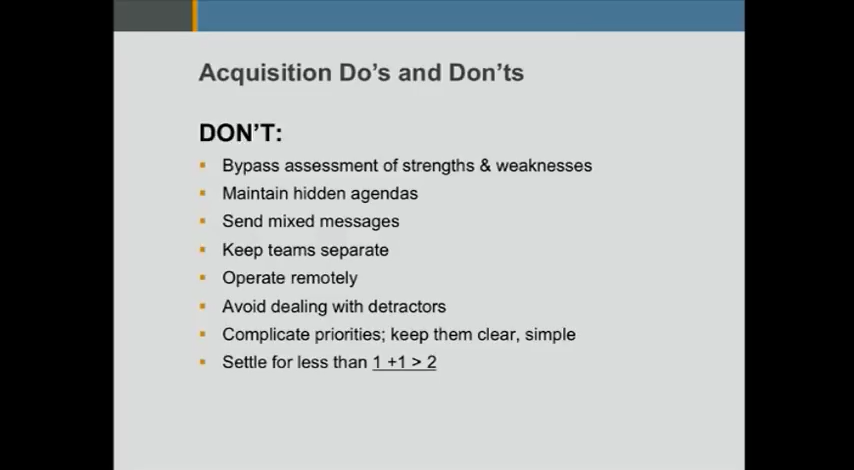 Acquisition Do's and Don'ts
DON'T:
▪ Bypass assessment of strengths & weaknesses
▪ Maintain hidden agendas
▪ Send mixed messages
▪ Keep teams separate
▪ Operate remotely
▪ Avoid dealing with detractors
▪ Complicate priorities; keep them clear, simple
▪ Settle for less than 1 +1 > 2